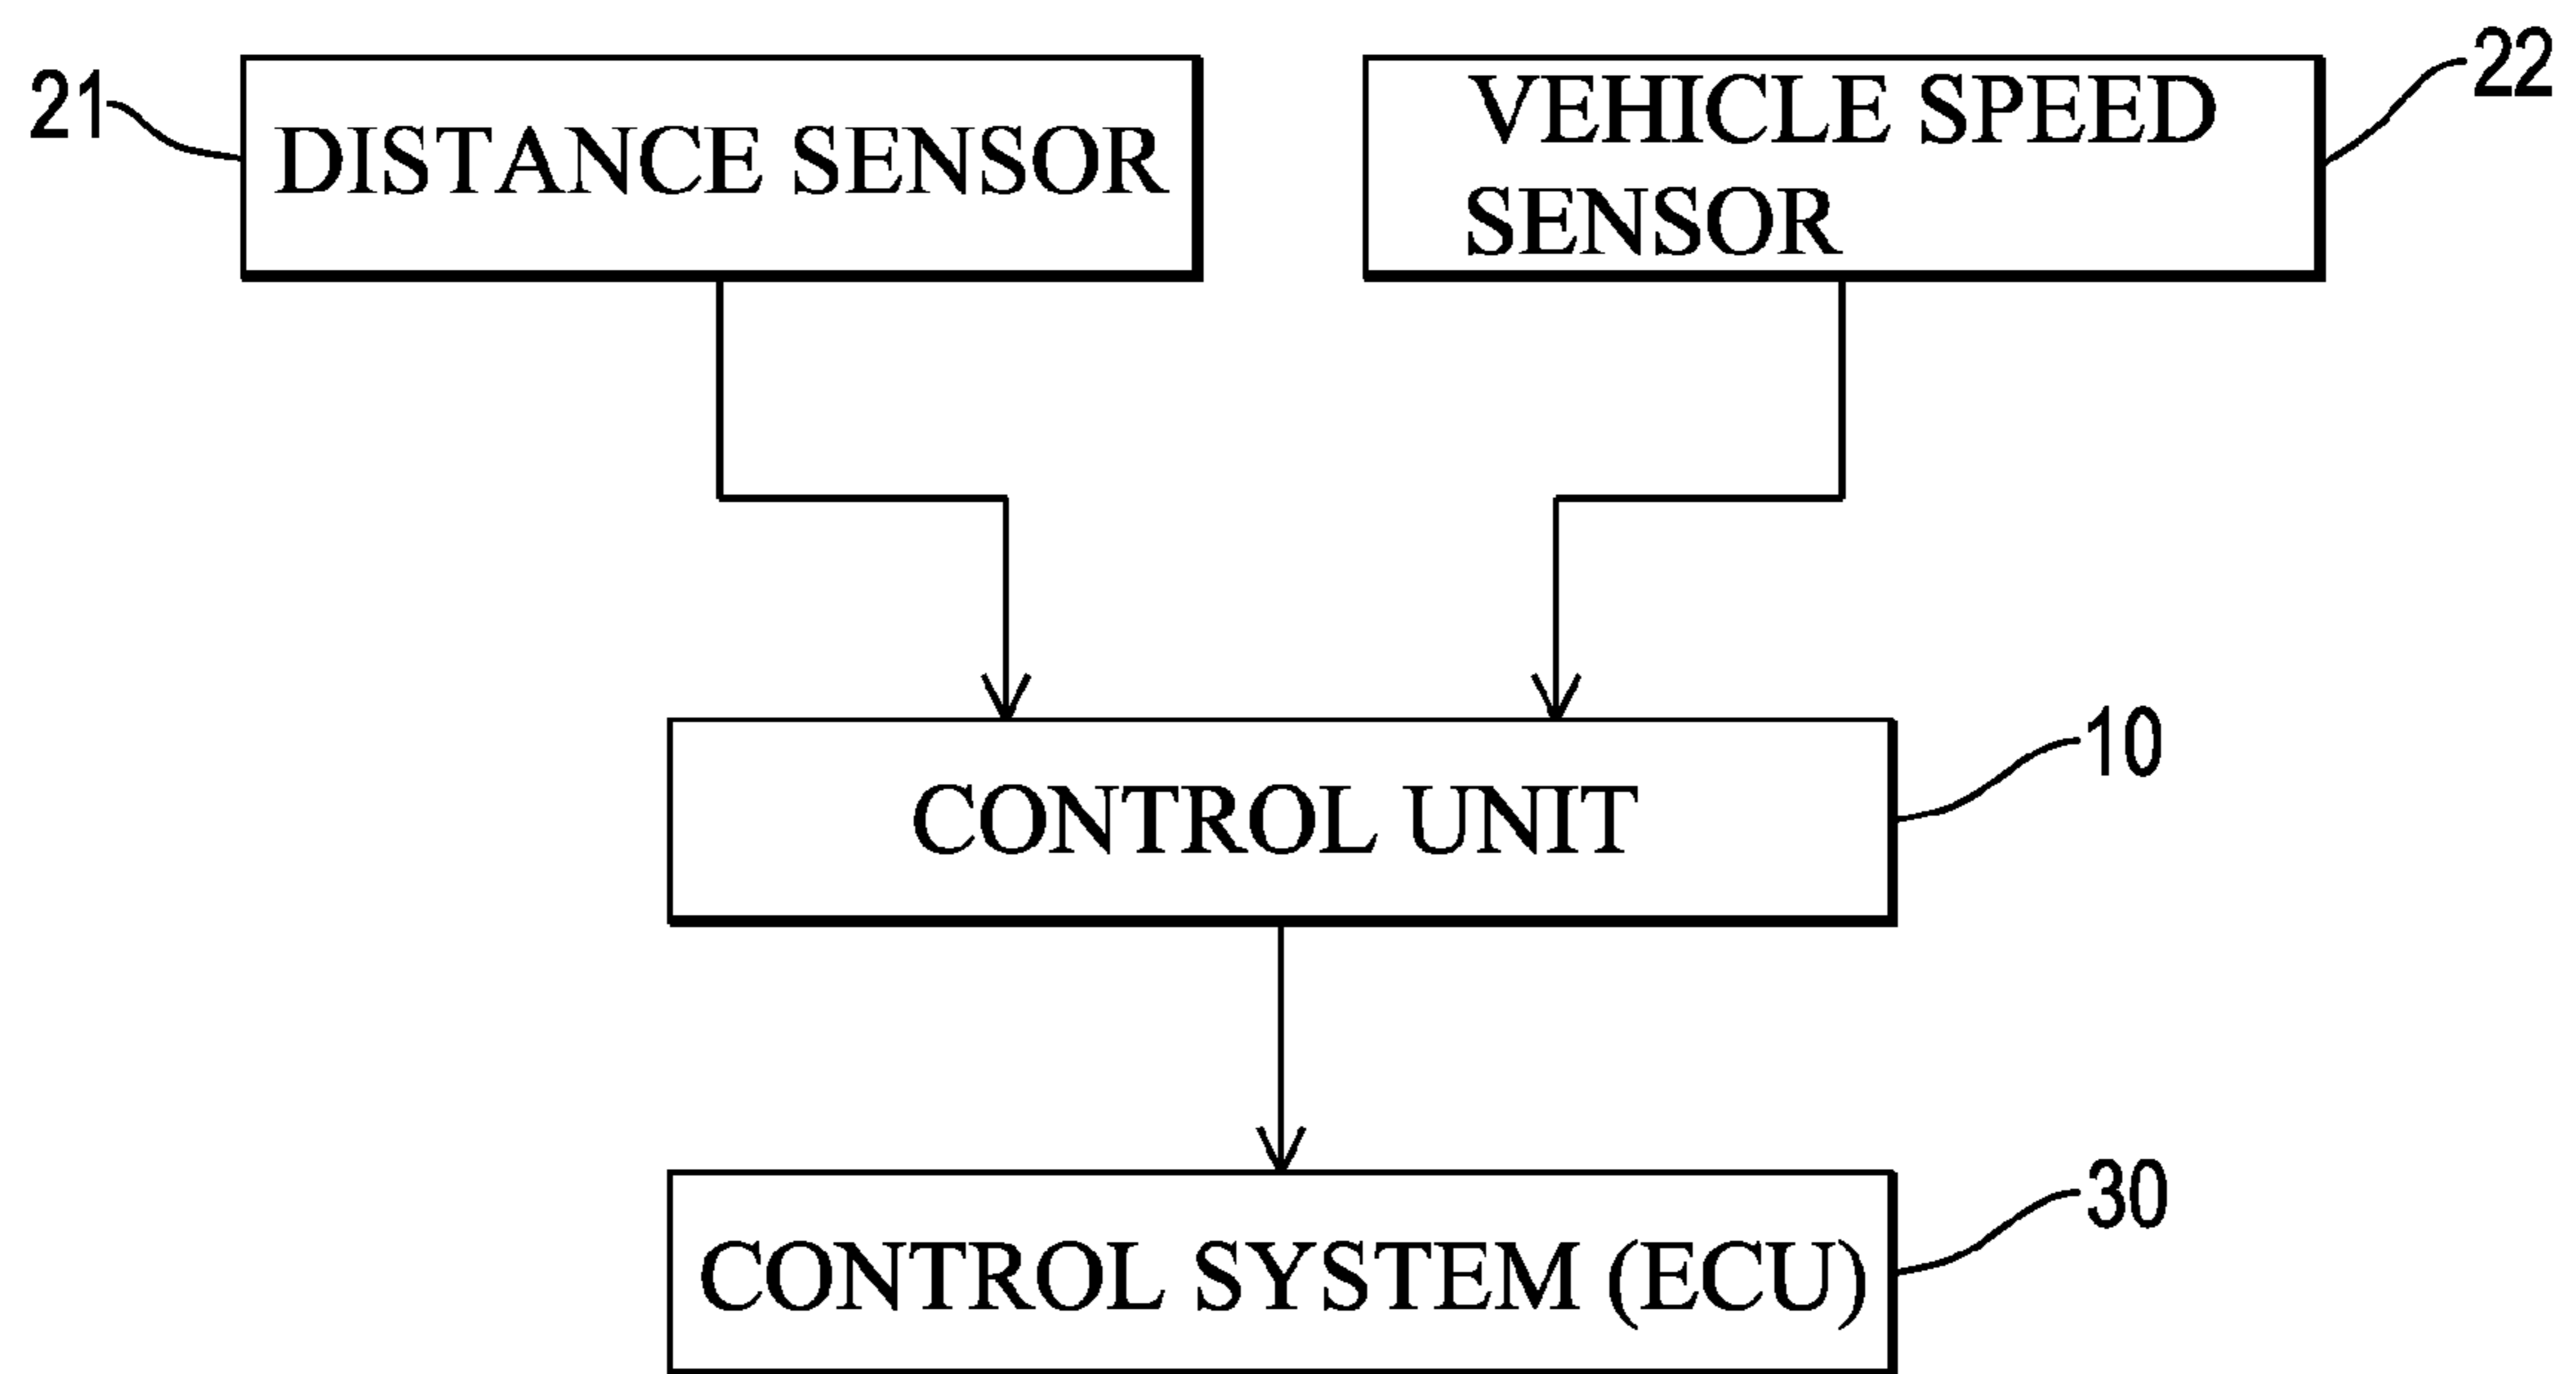 21
DISTANCE SENSOR
VEHICLE SPEED
SENSOR
22
CONTROL UNIT
10
CONTROL SYSTEM (ECU)
30